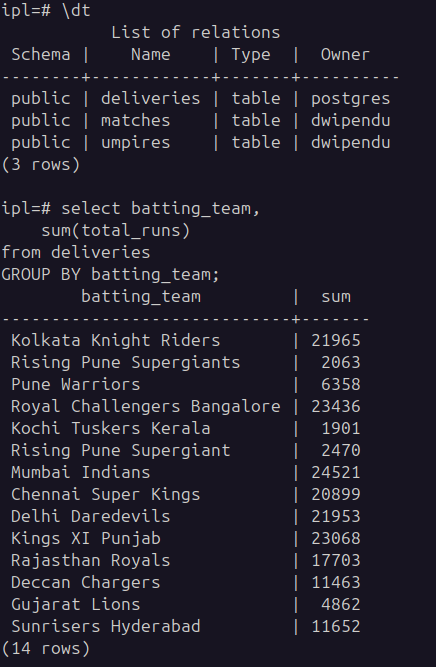 ipl=# \dt
             List of relations
 Schema |    Name    | Type  |  Owner
--------+------------+-------+----------
 public | deliveries | table | postgres
 public | matches    | table | dwipendu
 public | umpires    | table | dwipendu
(3 rows)

ipl=# select batting_team,
    sum(total_runs)
from deliveries
GROUP BY batting_team;
        batting_team         |  sum
-----------------------------+-------
 Kolkata Knight Riders       | 21965
 Rising Pune Supergiants     |  2063
 Pune Warriors               |  6358
 Royal Challengers Bangalore | 23436
 Kochi Tuskers Kerala        |  1901
 Rising Pune Supergiant      |  2470
 Mumbai Indians              | 24521
 Chennai Super Kings         | 20899
 Delhi Daredevils            | 21953
 Kings XI Punjab             | 23068
 Rajasthan Royals            | 17703
 Deccan Chargers             | 11463
 Gujarat Lions               |  4862
 Sunrisers Hyderabad         | 11652
(14 rows)